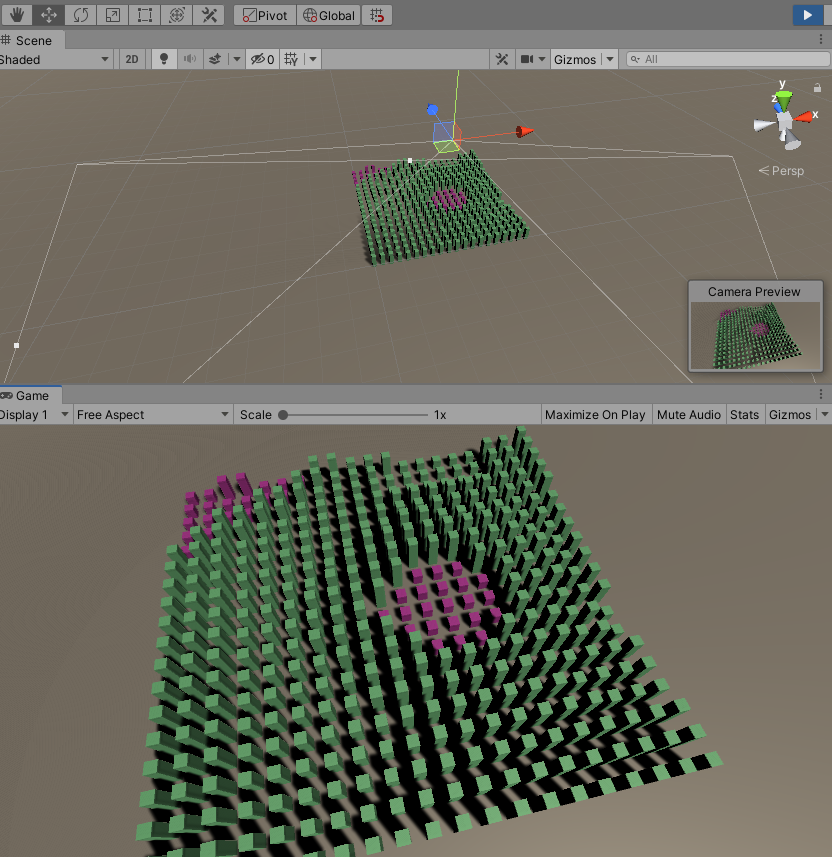 Pivot Global
Scene
Shaded 2D 0 Gizmos All
y
z
x
Persp
Camera Preview
Game
Display 1 Free Aspect Scale 1x Maximize On Play Mute Audio Stats Gizmos